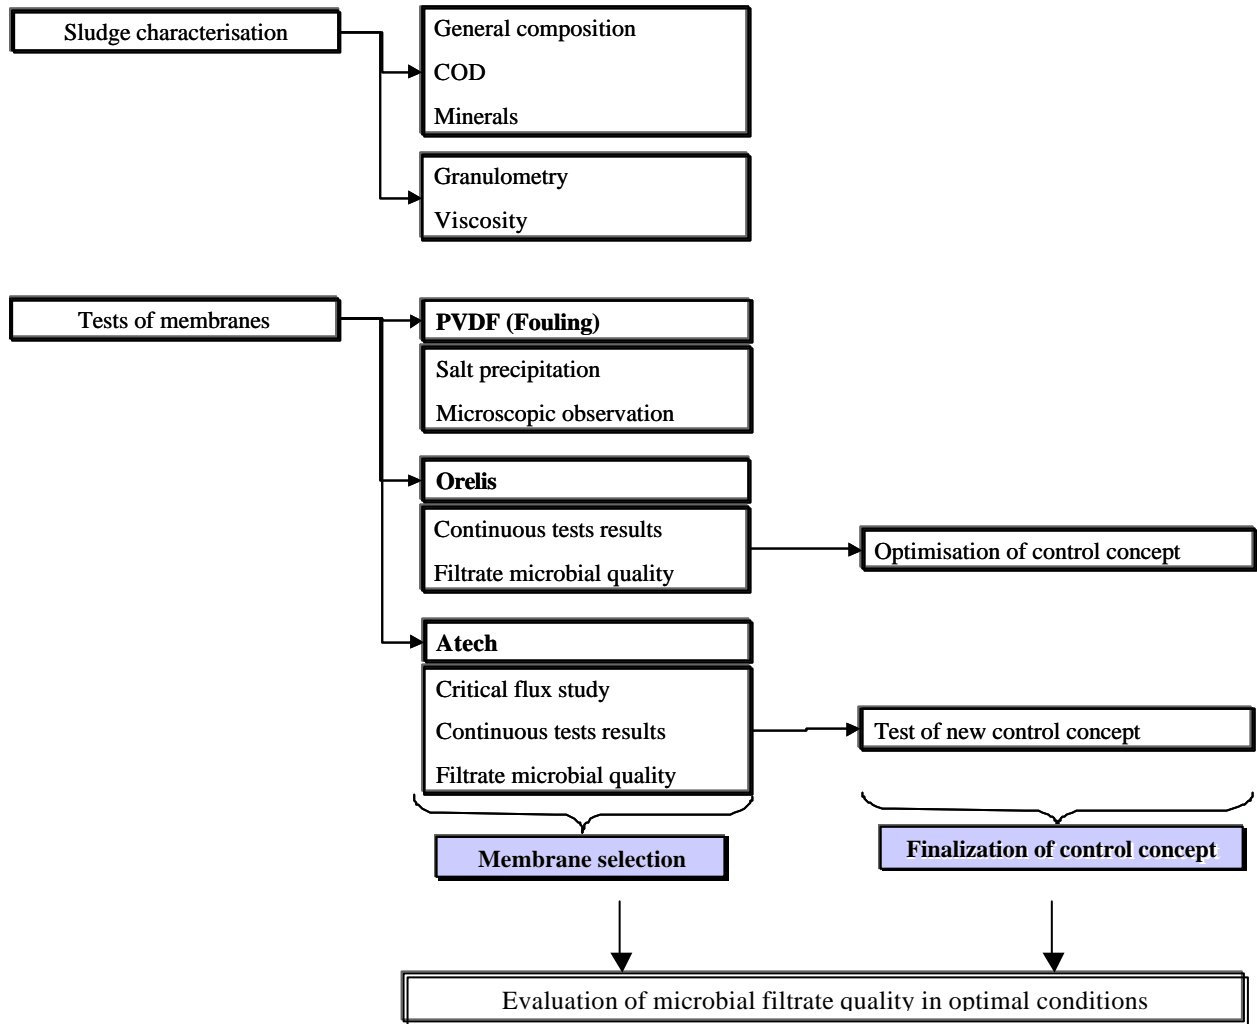 Sludge characterisation
General composition
COD
Minerals
Granulometry
Viscosity
Tests of membranes
PVDF (Fouling)
Salt precipitation
Microscopic observation
Orelis
Continuous tests results
Filtrate microbial quality
Optimisation of control concept
Atech
Critical flux study
Continuous tests results
Filtrate microbial quality
Test of new control concept
Membrane selection
Finalization of control concept
Evaluation of microbial filtrate quality in optimal conditions